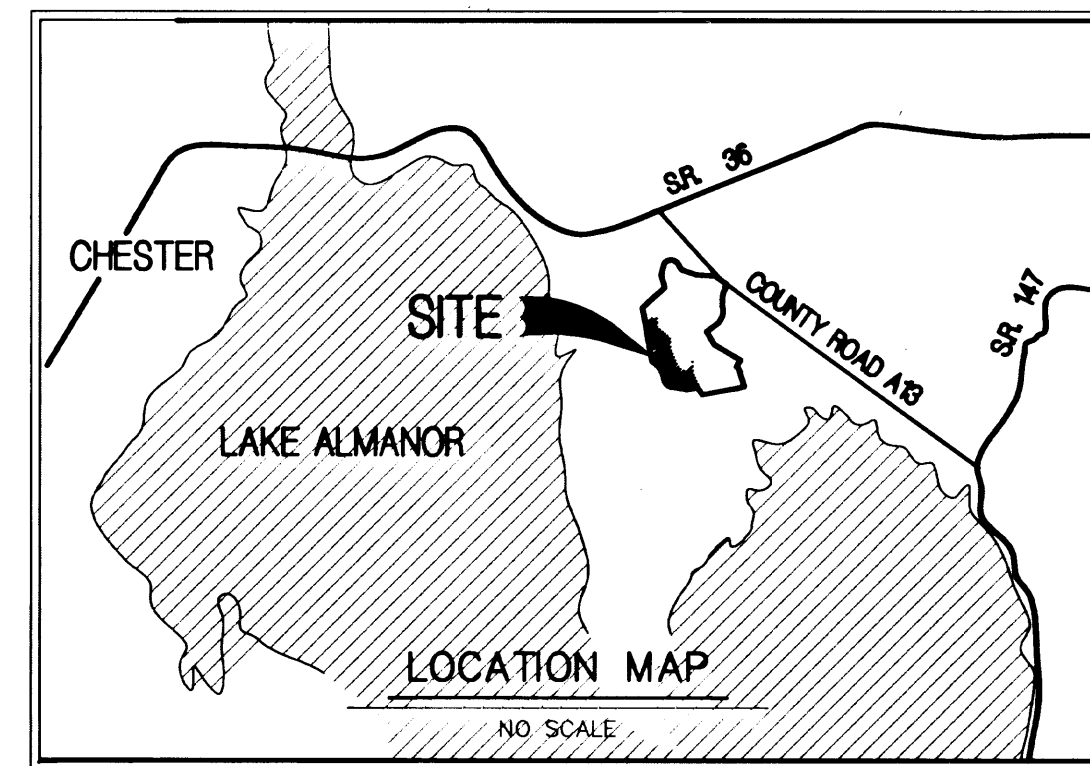 S.R. 36
CHESTER
SITE
COUNTY ROAD A13
S.R. 147
LAKE ALMANOR
LOCATION MAP
NO SCALE